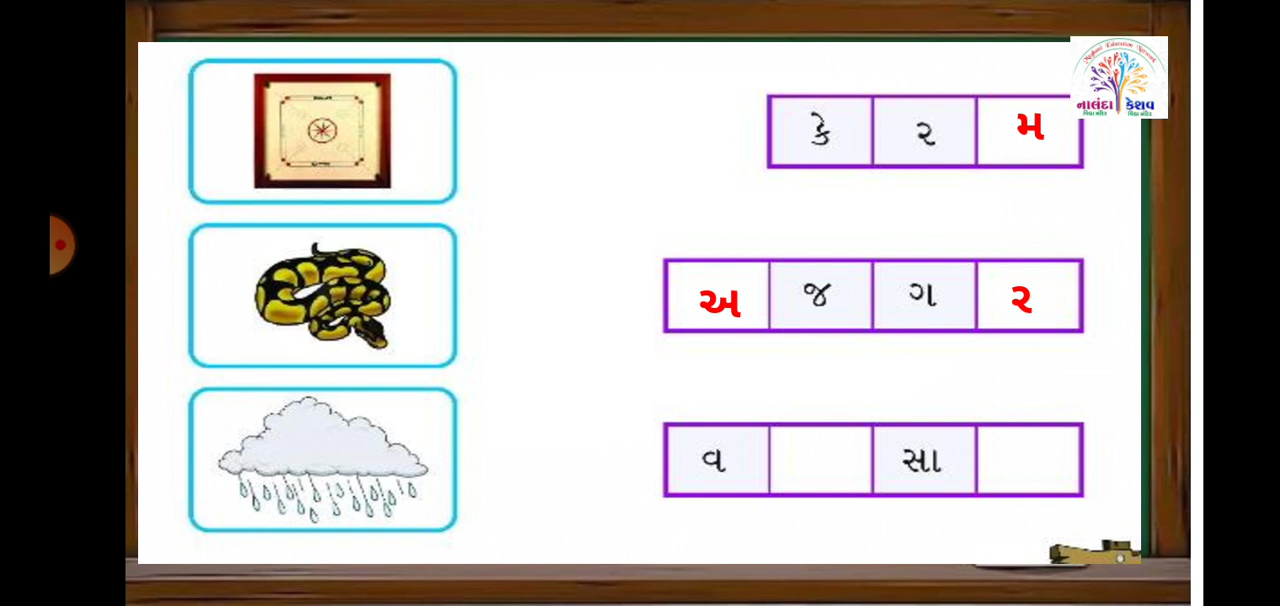 નાલંદા કેશવ
વિદ્યા મંદિર વિદ્યા મંદિર
કે ર મ
અ જ ગ ર
વ સા